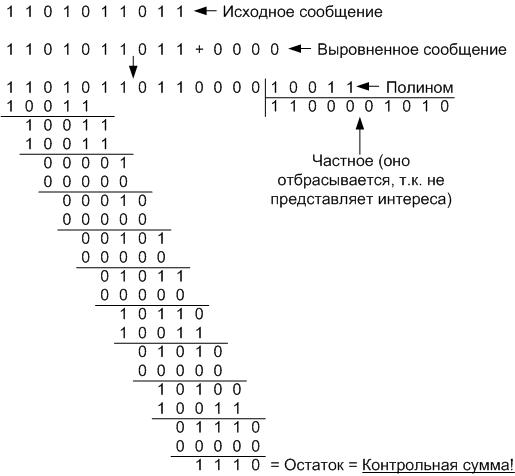 1 1 0 1 0 1 1 0 1 1 Исходное сообщение
1 1 0 1 0 1 1 0 1 1 + 0 0 0 0 Выровненное сообщение
1 1 0 1 0 1 1 0 1 1 0 0 0 0 1 0 0 1 1 Полином
1 0 0 1 1 1 1 0 0 0 0 1 0 1 0
1 0 0 1 1
1 0 0 1 1
0 0 0 0 1
0 0 0 0 0
0 0 0 1 0
0 0 0 0 0
0 0 1 0 1
0 0 0 0 0
0 1 0 1 1
0 0 0 0 0
1 0 1 1 0
1 0 0 1 1
0 1 0 1 0
0 0 0 0 0
1 0 1 0 0
1 0 0 1 1
0 1 1 1 0
0 0 0 0 0
1 1 1 0 = Остаток = Контрольная сумма!
Частное (оно
отбрасывается, т.к. не
представляет интереса)